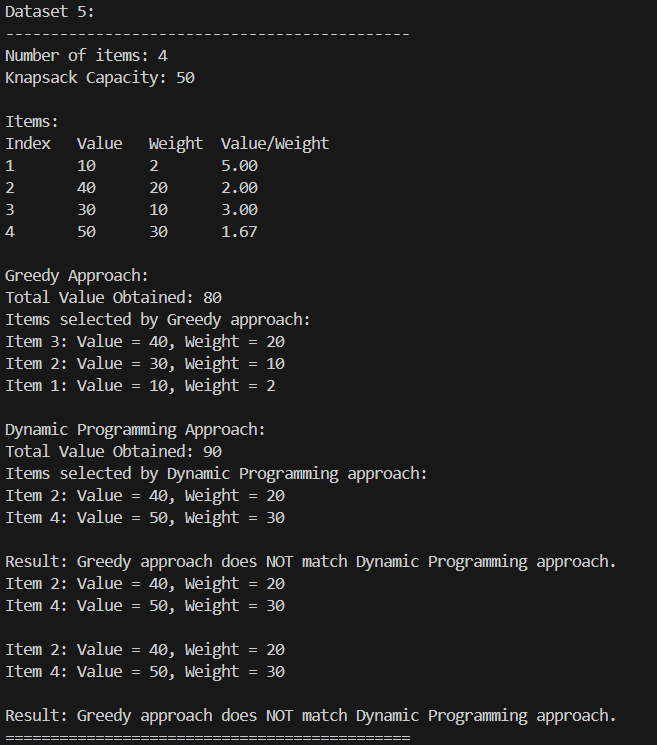 Dataset 5:
---------------------------------------------
Number of items: 4
Knapsack Capacity: 50

Items:
Index   Value   Weight  Value/Weight
1       10      2       5.00
2       40      20      2.00
3       30      10      3.00
4       50      30      1.67

Greedy Approach:
Total Value Obtained: 80
Items selected by Greedy approach:
Item 3: Value = 40, Weight = 20
Item 2: Value = 30, Weight = 10
Item 1: Value = 10, Weight = 2

Dynamic Programming Approach:
Total Value Obtained: 90
Items selected by Dynamic Programming approach:
Item 2: Value = 40, Weight = 20
Item 4: Value = 50, Weight = 30

Result: Greedy approach does NOT match Dynamic Programming approach.
Item 2: Value = 40, Weight = 20
Item 4: Value = 50, Weight = 30

Item 2: Value = 40, Weight = 20
Item 4: Value = 50, Weight = 30

Result: Greedy approach does NOT match Dynamic Programming approach.
=============================================